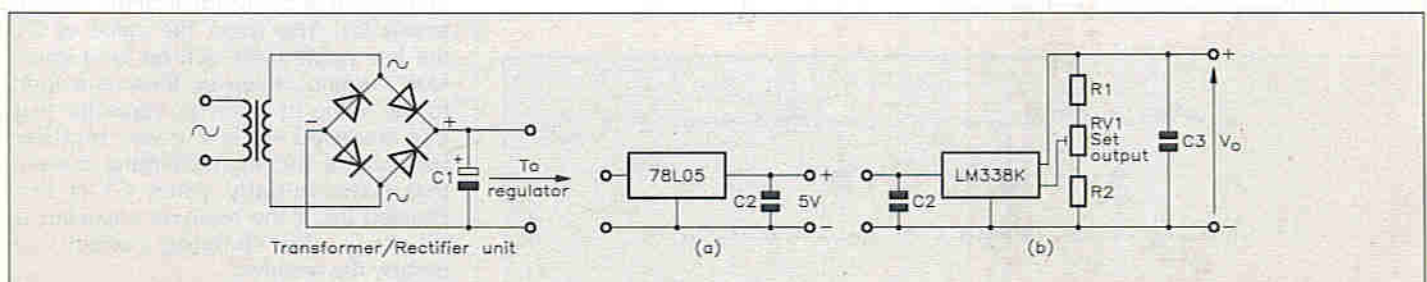 −
+
+
C1
To
regulator
Transformer/Rectifier unit
78L05
C2
5V
+
−
(a)
C2
LM338K
R1
RV1
Set
output
R2
C3
Vo
+
−
(b)